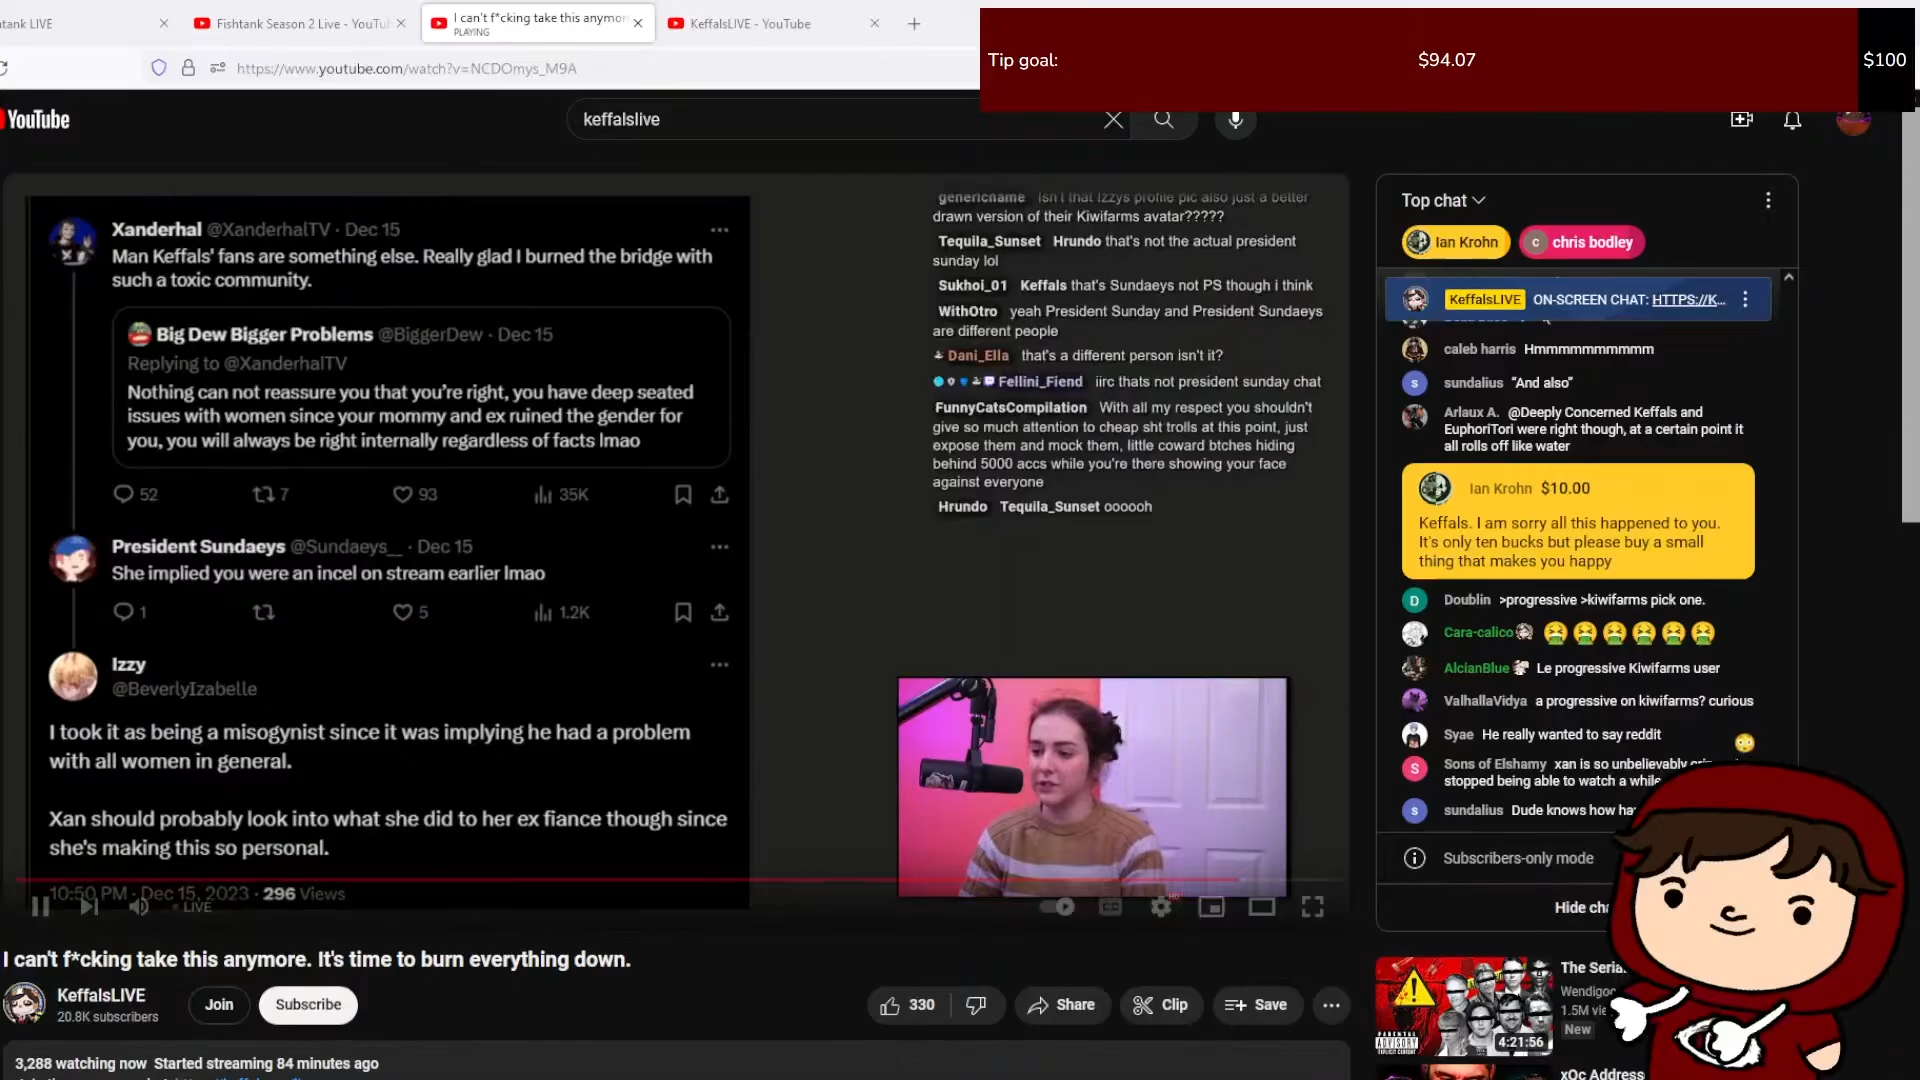 tank LIVE
Fishtank Season 2 Live - YouTu
I can't f*cking take this anymor
PLAYING
KeffalsLIVE - YouTube
https://www.youtube.com/watch?v=NCDOmys_M9A
Tip goal:
$94.07
$100
YouTube
keffalslive
Xanderhal @XanderhalTV · Dec 15
Man Keffals' fans are something else. Really glad I burned the bridge with
such a toxic community.
Big Dew Bigger Problems @BiggerDew · Dec 15
Replying to @XanderhalTV
Nothing can not reassure you that you're right, you have deep seated
issues with women since your mommy and ex ruined the gender for
you, you will always be right internally regardless of facts lmao
52 7 93 35K
President Sundaeys @Sundaeys__ · Dec 15
She implied you were an incel on stream earlier lmao
1 5 1.2K
Izzy
@BeverlyIzabelle
I took it as being a misogynist since it was implying he had a problem
with all women in general.
Xan should probably look into what she did to her ex fiance though since
she's making this so personal.
10:50 PM · Dec 15, 2023 · 296 Views
LIVE
genericname Isn't that Izzys profile pic also just a better
drawn version of their Kiwifarms avatar?????
Tequila_Sunset Hrundo that's not the actual president
sunday lol
Sukhoi_01 Keffals that's Sundaeys not PS though i think
WithOtro yeah President Sunday and President Sundaeys
are different people
Dani_Ella that's a different person isn't it?
Fellini_Fiend iirc thats not president sunday chat
FunnyCatsCompilation With all my respect you shouldn't
give so much attention to cheap sht trolls at this point, just
expose them and mock them, little coward btches hiding
behind 5000 accs while you're there showing your face
against everyone
Hrundo Tequila_Sunset oooooh
CC
HD
Top chat
Ian Krohn
c chris bodley
KeffalsLIVE ON-SCREEN CHAT: HTTPS://K...
caleb harris Hmmmmmmmmmm
s sundalius “And also”
Arlaux A. @Deeply Concerned Keffals and
EuphoriTori were right though, at a certain point it
all rolls off like water
Ian Krohn $10.00
Keffals. I am sorry all this happened to you.
It's only ten bucks but please buy a small
thing that makes you happy
D Doublin >progressive >kiwifarms pick one.
Cara-calico
AlcianBlue Le progressive Kiwifarms user
ValhallaVidya a progressive on kiwifarms? curious
Syae He really wanted to say reddit
S Sons of Elshamy xan is so unbelievably
stopped being able to watch a while
s sundalius Dude knows how ha
Subscribers-only mode
Hide cha
I can't f*cking take this anymore. It's time to burn everything down.
KeffalsLIVE
20.8K subscribers
Join
Subscribe
330
Share
Clip
Save
3,288 watching now Started streaming 84 minutes ago
PARENTAL
ADVISORY
EXPLICIT CONTENT
4:21:56
The Seria
Wendigoo
1.5M vie
New
xQc Address